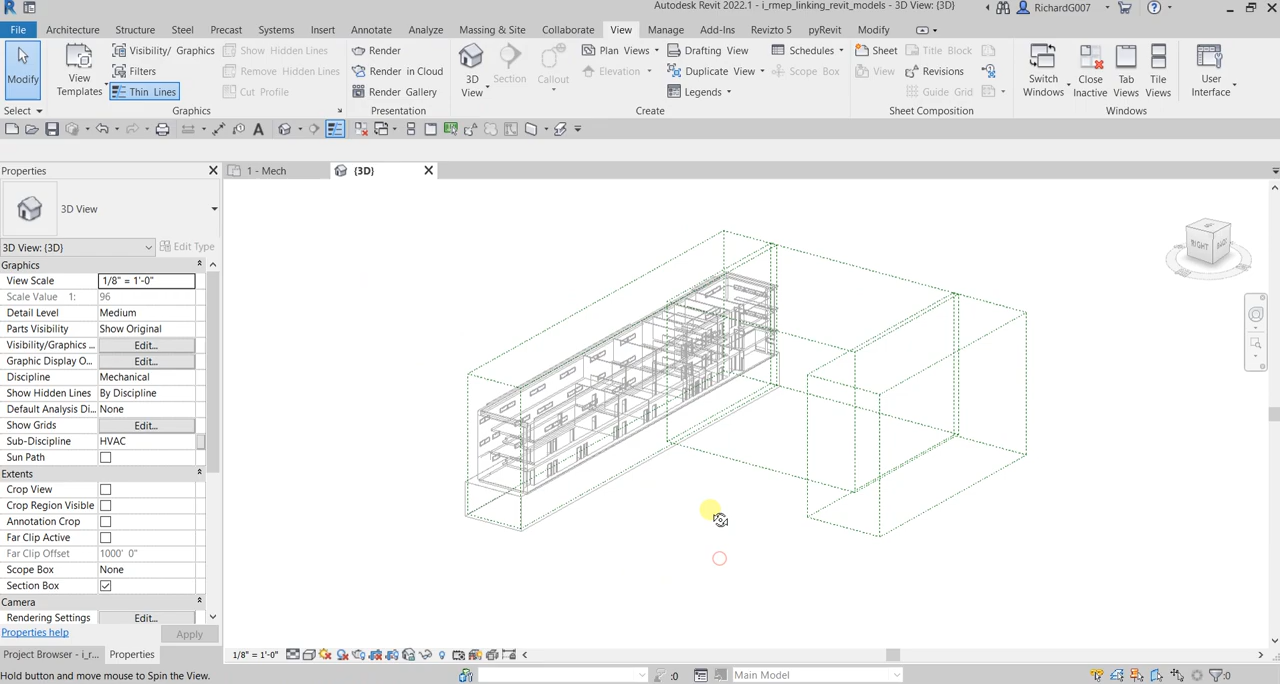 Autodesk Revit 2022.1 - i_rmep_linking_revit_models - 3D View: {3D}
RichardG007
File
Architecture
Structure
Steel
Precast
Systems
Insert
Annotate
Analyze
Massing & Site
Collaborate
View
Manage
Add-Ins
Revizto 5
pyRevit
Modify
Modify
View
Templates
Visibility/ Graphics
Filters
Thin Lines
Show Hidden Lines
Remove Hidden Lines
Cut Profile
Render
Render in Cloud
Render Gallery
3D
View
Section
Callout
Plan Views
Elevation
Drafting View
Duplicate View
Legends
Schedules
Scope Box
Sheet
View
Title Block
Revisions
Guide Grid
Switch
Windows
Close
Inactive
Tab
Views
Tile
Views
User
Interface
Select
Graphics
Presentation
Create
Sheet Composition
Windows
Properties
1 - Mech
{3D}
3D View
3D View: {3D}
Edit Type
Graphics
View Scale
1/8" = 1'-0"
Scale Value 1:
96
Detail Level
Medium
Parts Visibility
Show Original
Visibility/Graphics ...
Edit...
Graphic Display O...
Edit...
Discipline
Mechanical
Show Hidden Lines
By Discipline
Default Analysis Di...
None
Show Grids
Edit...
Sub-Discipline
HVAC
Sun Path
Extents
Crop View
Crop Region Visible
Annotation Crop
Far Clip Active
Far Clip Offset
1000' 0"
Scope Box
None
Section Box
Camera
Rendering Settings
Edit...
Properties help
Apply
Project Browser - i_r...
Properties
1/8" = 1'-0"
RIGHT
BACK
Hold button and move mouse to Spin the View.
:0
Main Model
:0